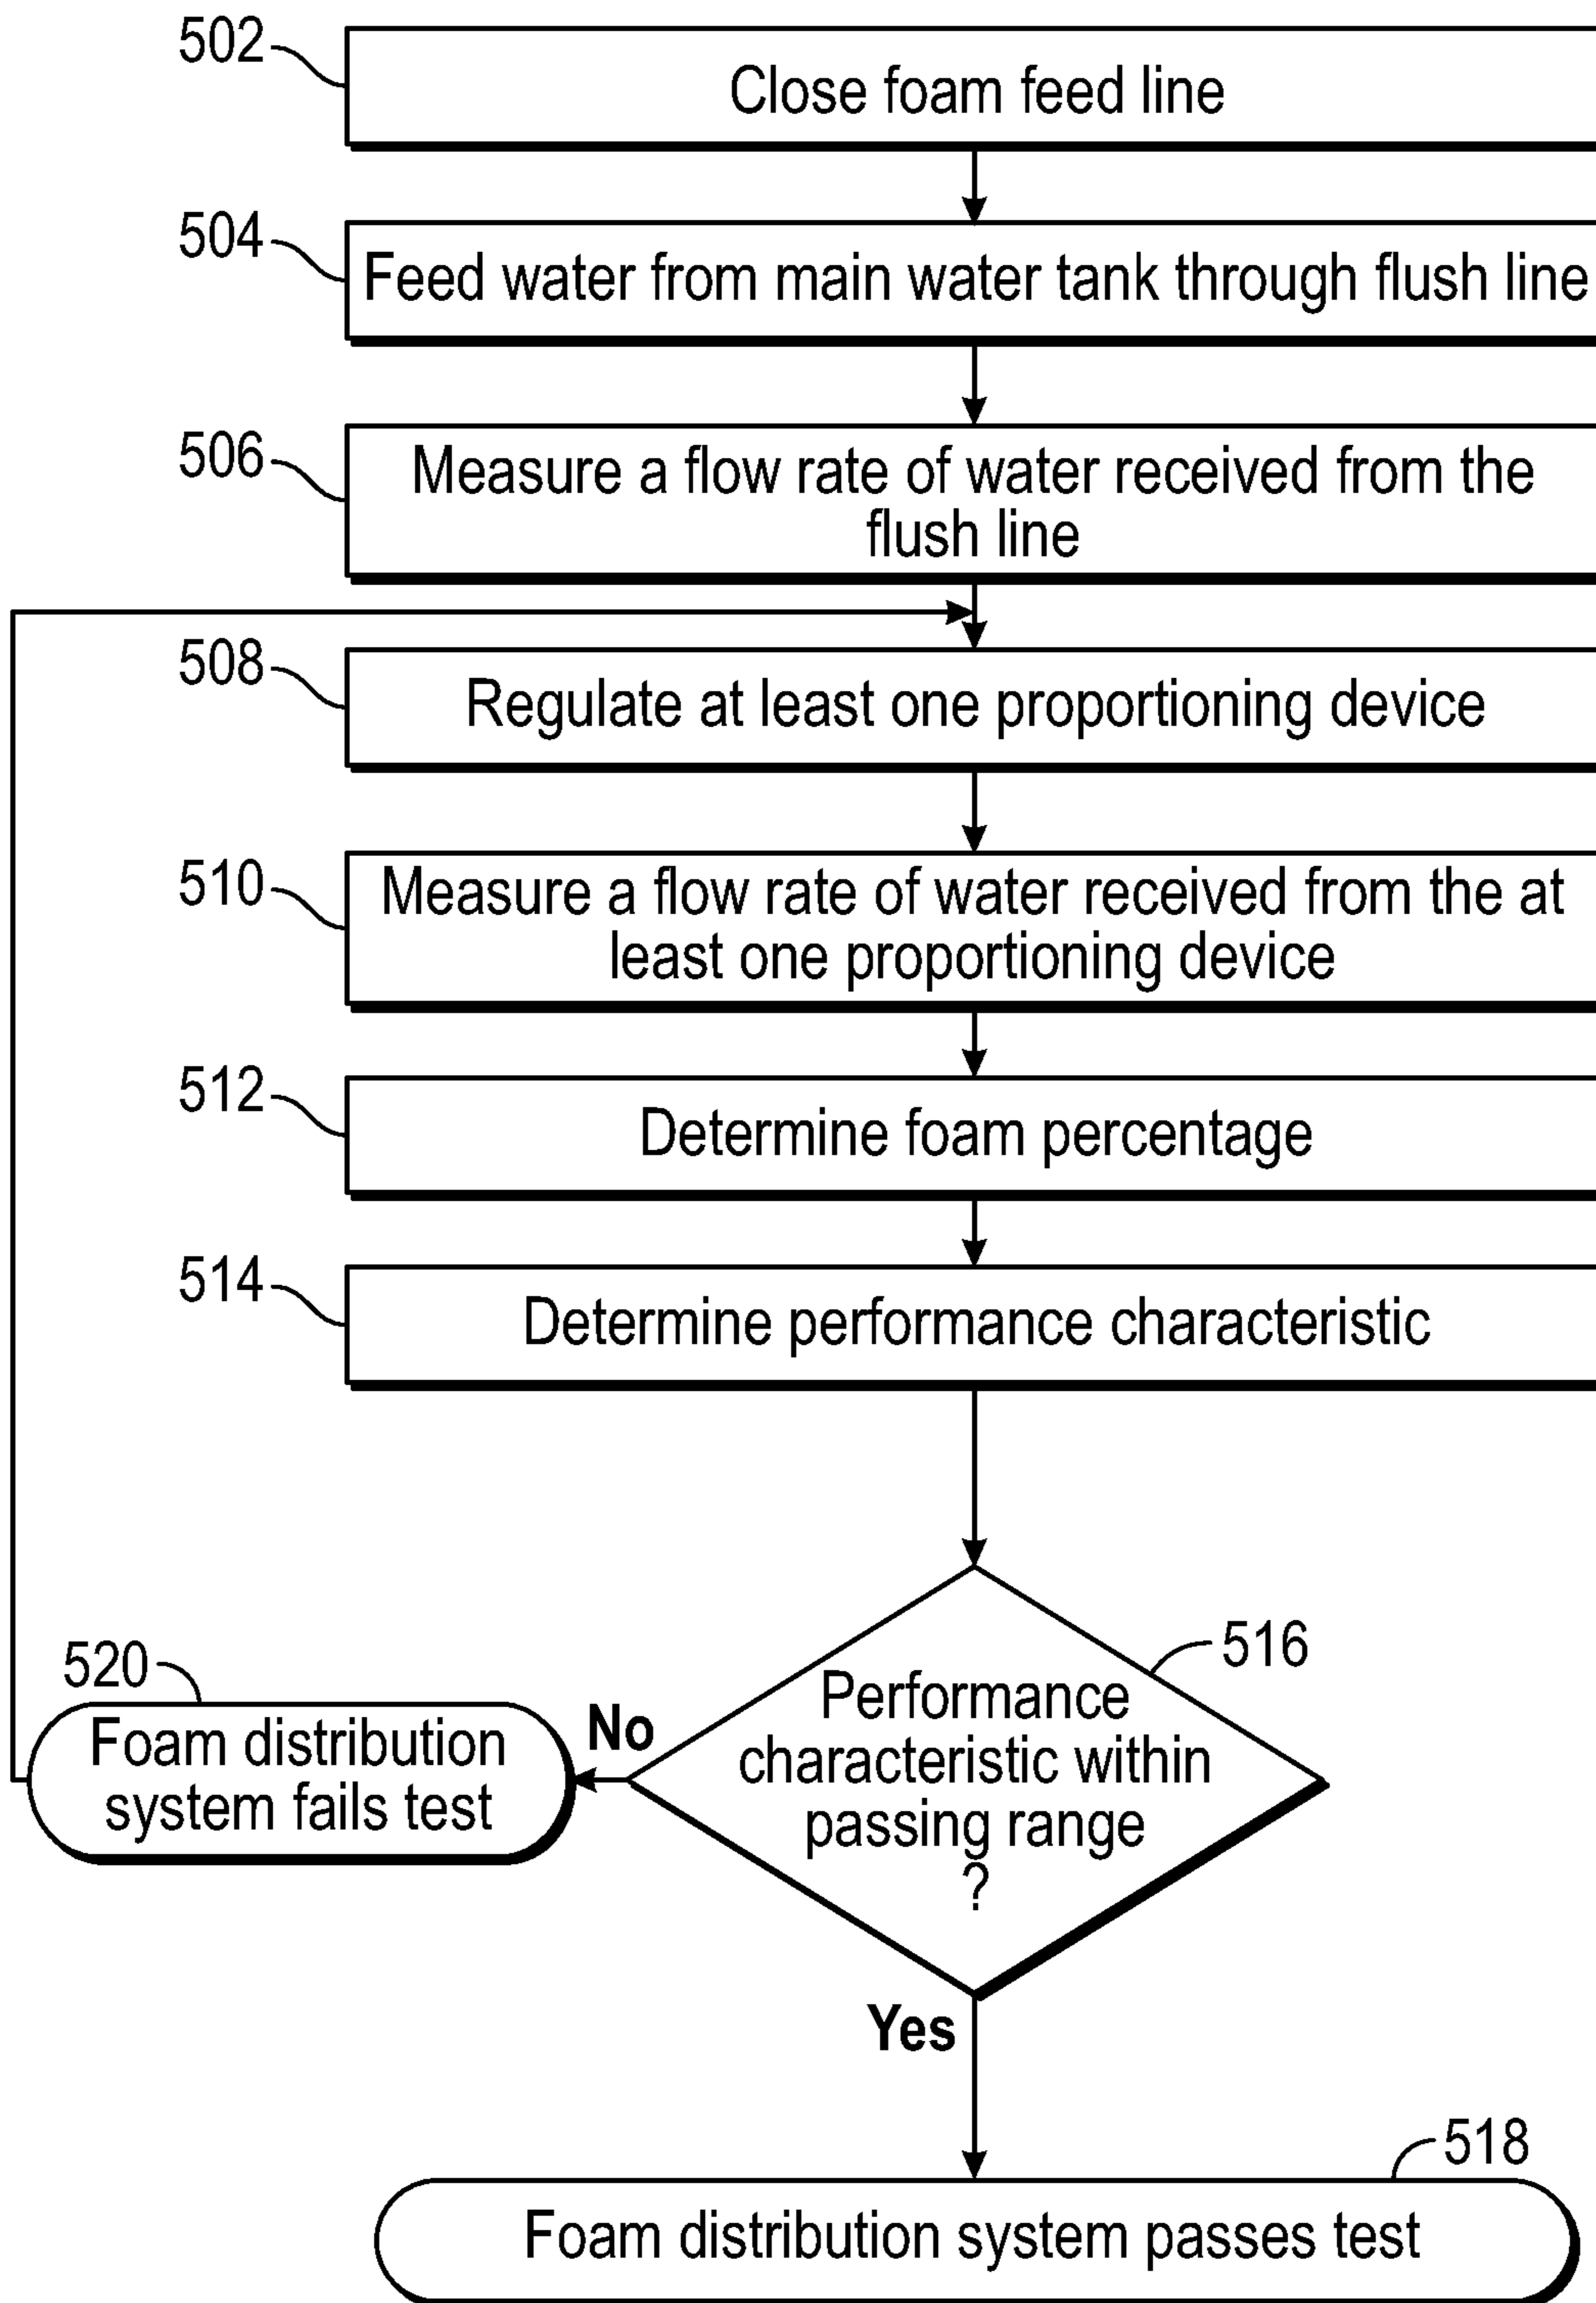 502
Close foam feed line
504
Feed water from main water tank through flush line
506
Measure a flow rate of water received from the
flush line
508
Regulate at least one proportioning device
510
Measure a flow rate of water received from the at
least one proportioning device
512
Determine foam percentage
514
Determine performance characteristic
516
Performance
characteristic within
passing range
?
No
520
Foam distribution
system fails test
Yes
518
Foam distribution system passes test